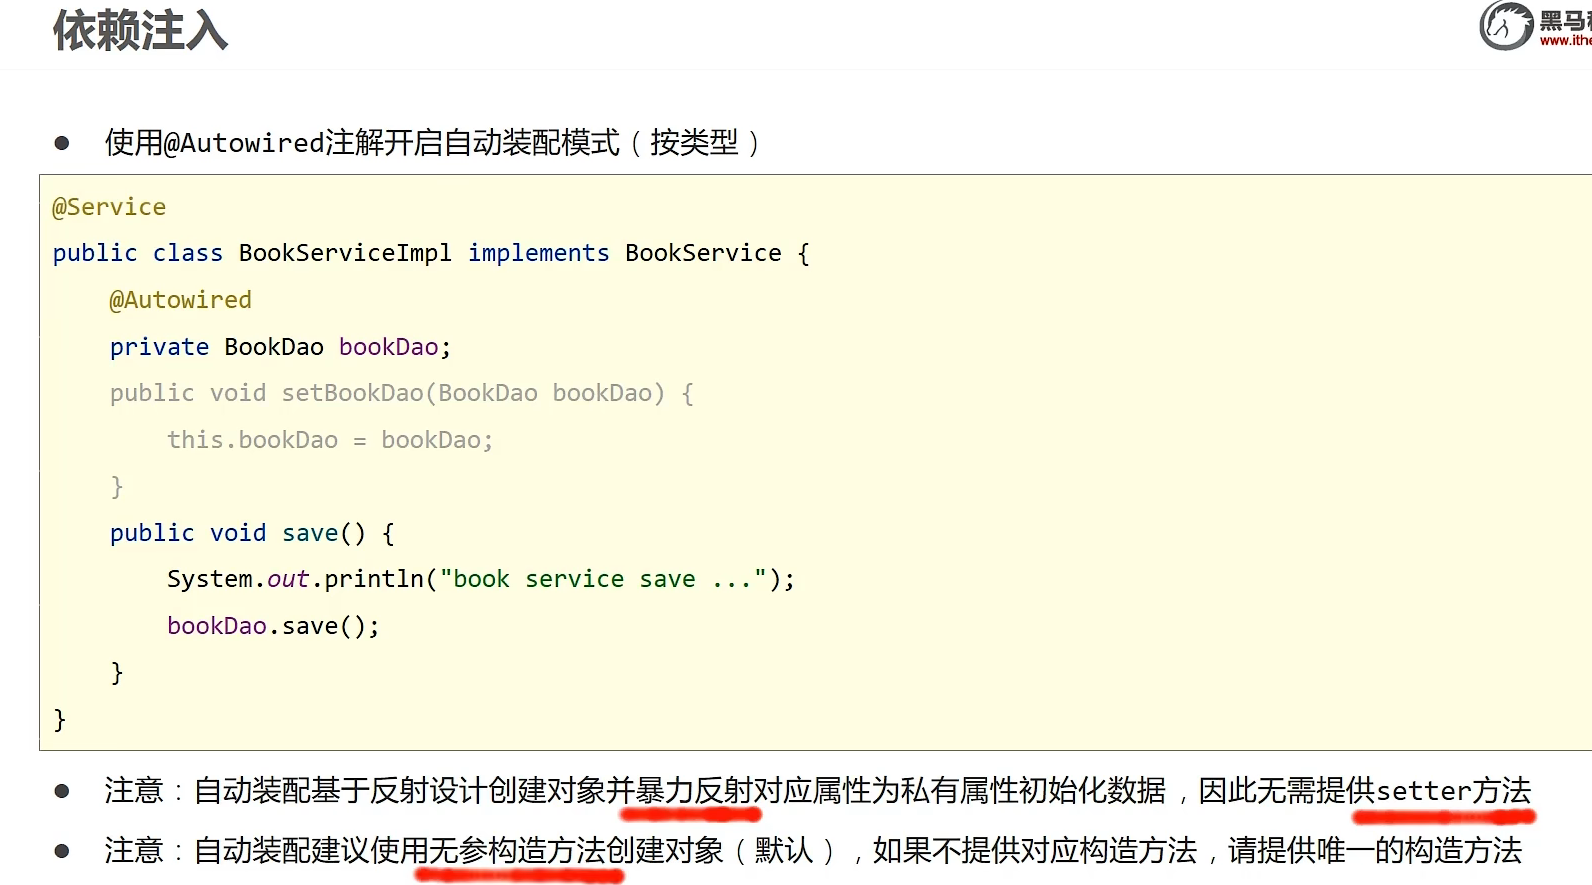 依赖注入
黑马
www.ithe
● 使用@Autowired注解开启自动装配模式（按类型）
@Service
public class BookServiceImpl implements BookService {
    @Autowired
    private BookDao bookDao;
    public void setBookDao(BookDao bookDao) {
        this.bookDao = bookDao;
    }
    public void save() {
        System.out.println("book service save ...");
        bookDao.save();
    }
}
● 注意：自动装配基于反射设计创建对象并暴力反射对应属性为私有属性初始化数据，因此无需提供setter方法
● 注意：自动装配建议使用无参构造方法创建对象（默认），如果不提供对应构造方法，请提供唯一的构造方法